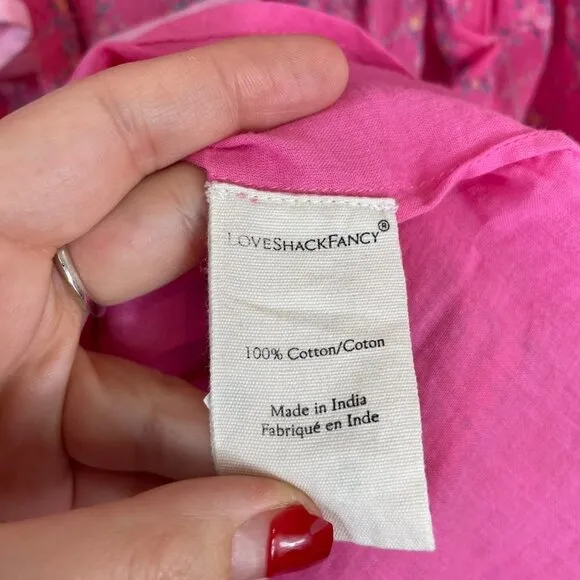 LoveShackFancy®
100% Cotton/Coton
Made in India
Fabriqué en Inde